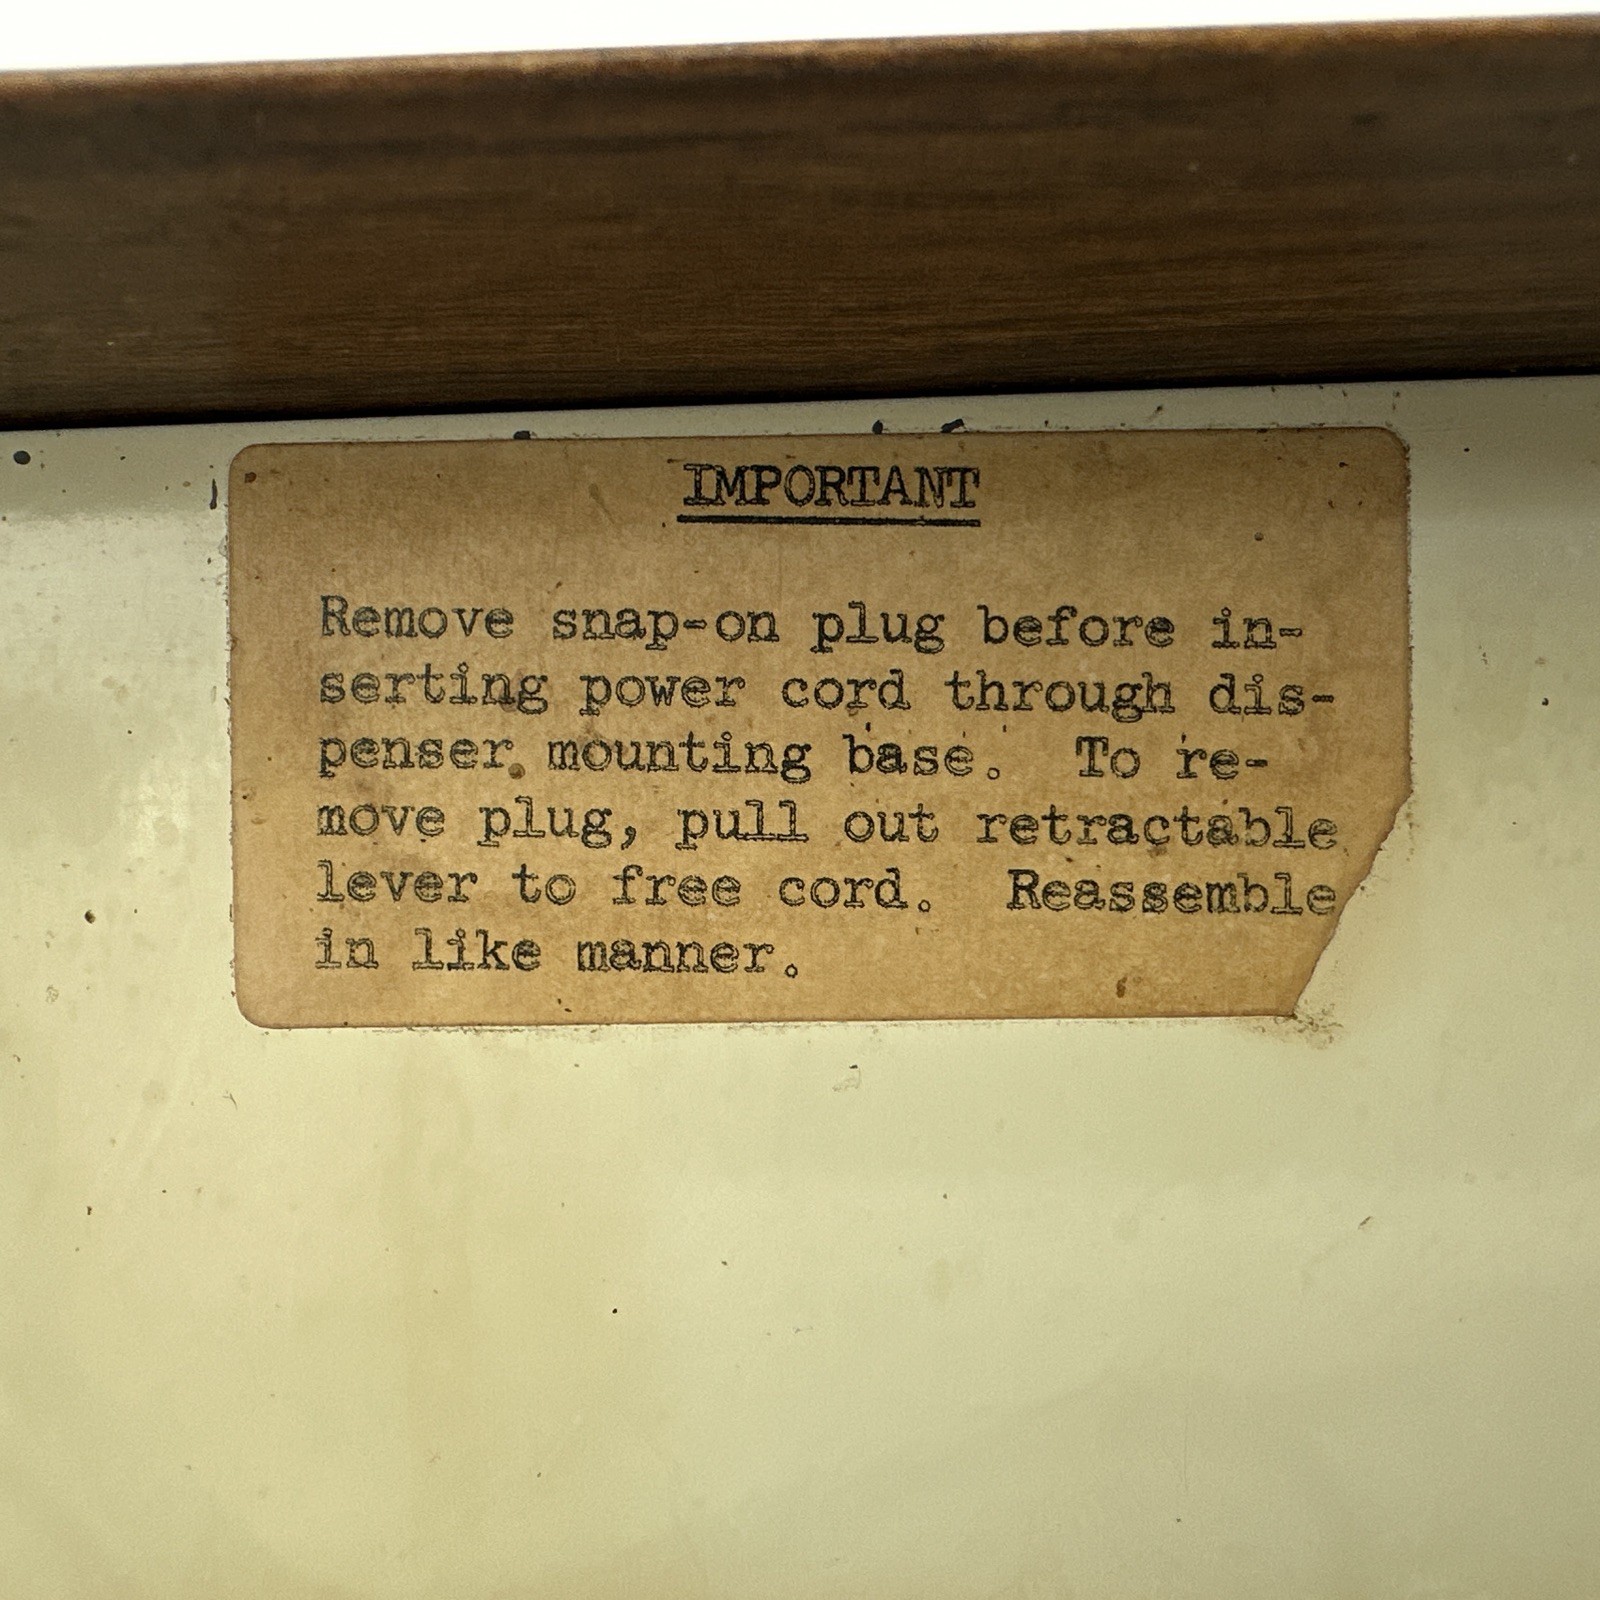 IMPORTANT
Remove snap-on plug before in-
serting power cord through dis-
penser mounting base. To re-
move plug, pull out retractable
lever to free cord. Reassemble
in like manner.